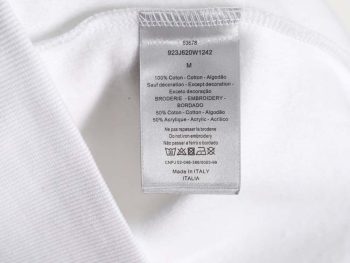 53678
923J620W1242
M
100% Coton - Cotton - Algodão
Sauf décoration - Except decoration -
Exceto decoração
BRODERIE - EMBROIDERY -
BORDADO
50% Coton - Cotton - Algodão
50% Acrylique - Acrylic - Acrílico
Ne pas repasser la broderie
Do not iron embroidery
Não passar a ferro o bordado
Made in ITALY
ITALIA